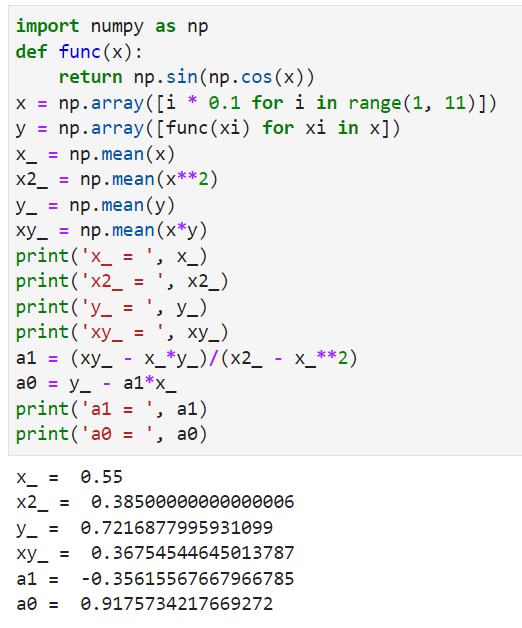 import numpy as np
def func(x):
    return np.sin(np.cos(x))
x = np.array([i * 0.1 for i in range(1, 11)])
y = np.array([func(xi) for xi in x])
x_ = np.mean(x)
x2_ = np.mean(x**2)
y_ = np.mean(y)
xy_ = np.mean(x*y)
print('x_ = ', x_)
print('x2_ = ', x2_)
print('y_ = ', y_)
print('xy_ = ', xy_)
a1 = (xy_ - x_*y_)/(x2_ - x_**2)
a0 = y_ - a1*x_
print('a1 = ', a1)
print('a0 = ', a0)
x_ =  0.55
x2_ =  0.38500000000000006
y_ =  0.7216877995931099
xy_ =  0.36754544645013787
a1 =  -0.35615567667966785
a0 =  0.9175734217669272